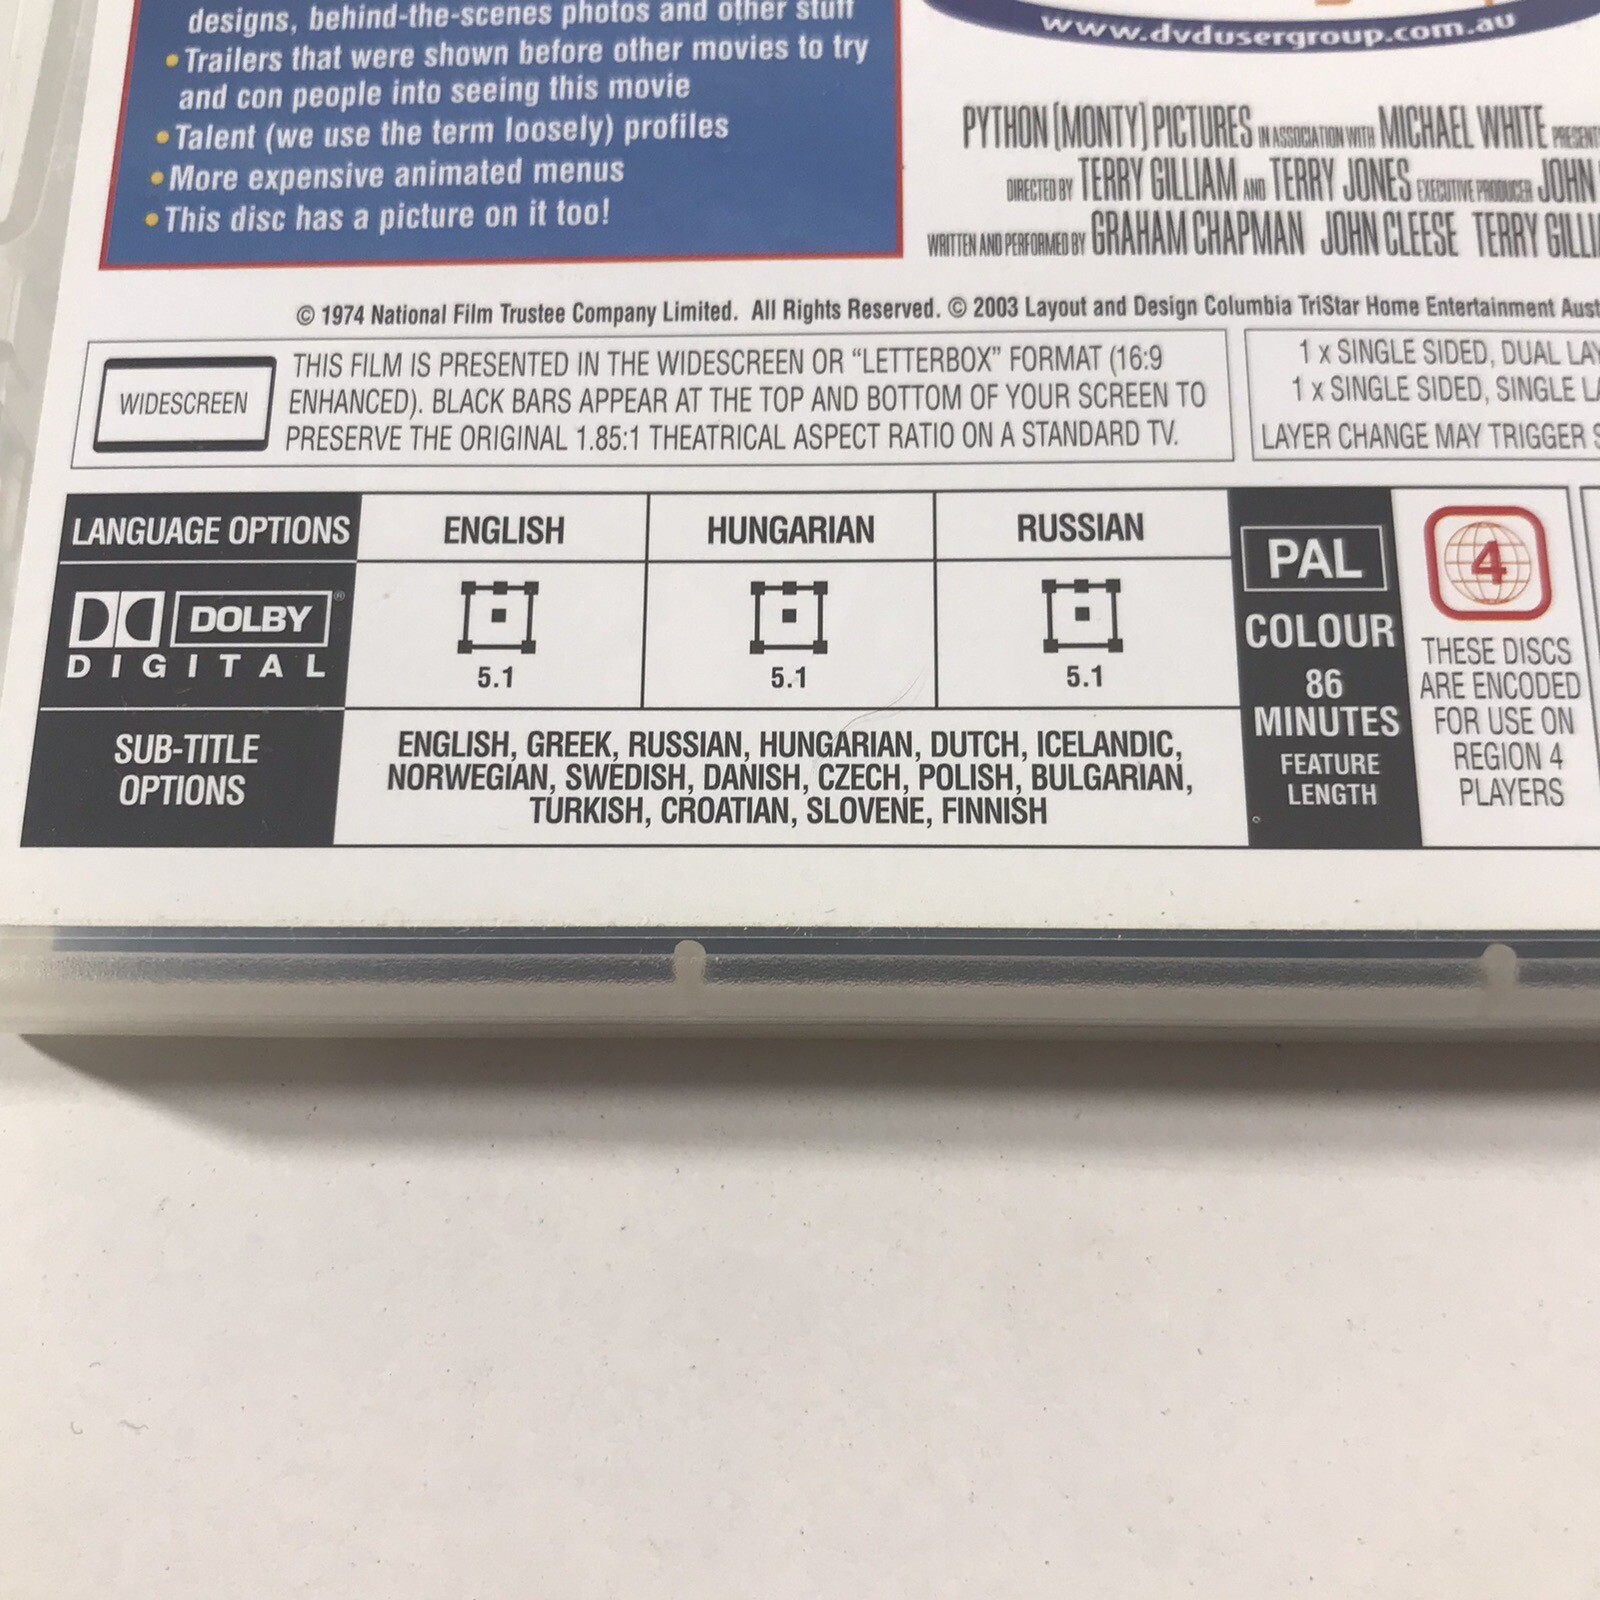 designs, behind-the-scenes photos and other stuff
•Trailers that were shown before other movies to try
and con people into seeing this movie
•Talent (we use the term loosely) profiles
•More expensive animated menus
•This disc has a picture on it too!
www.dvdusergroup.com.au
PYTHON (MONTY) PICTURES IN ASSOCIATION WITH MICHAEL WHITE PRESENT
DIRECTED BY TERRY GILLIAM AND TERRY JONES EXECUTIVE PRODUCER JOHN
WRITTEN AND PERFORMED BY GRAHAM CHAPMAN JOHN CLEESE TERRY GILLI
© 1974 National Film Trustee Company Limited. All Rights Reserved. © 2003 Layout and Design Columbia TriStar Home Entertainment Aust
WIDESCREEN
THIS FILM IS PRESENTED IN THE WIDESCREEN OR “LETTERBOX” FORMAT (16:9
ENHANCED). BLACK BARS APPEAR AT THE TOP AND BOTTOM OF YOUR SCREEN TO
PRESERVE THE ORIGINAL 1.85:1 THEATRICAL ASPECT RATIO ON A STANDARD TV.
1 x SINGLE SIDED, DUAL LAY
1 x SINGLE SIDED, SINGLE LA
LAYER CHANGE MAY TRIGGER S
LANGUAGE OPTIONS
ENGLISH
HUNGARIAN
RUSSIAN
DOLBY®
DIGITAL
5.1
5.1
5.1
SUB-TITLE
OPTIONS
ENGLISH, GREEK, RUSSIAN, HUNGARIAN, DUTCH, ICELANDIC,
NORWEGIAN, SWEDISH, DANISH, CZECH, POLISH, BULGARIAN,
TURKISH, CROATIAN, SLOVENE, FINNISH
PAL
COLOUR
86
MINUTES
FEATURE
LENGTH
4
THESE DISCS
ARE ENCODED
FOR USE ON
REGION 4
PLAYERS